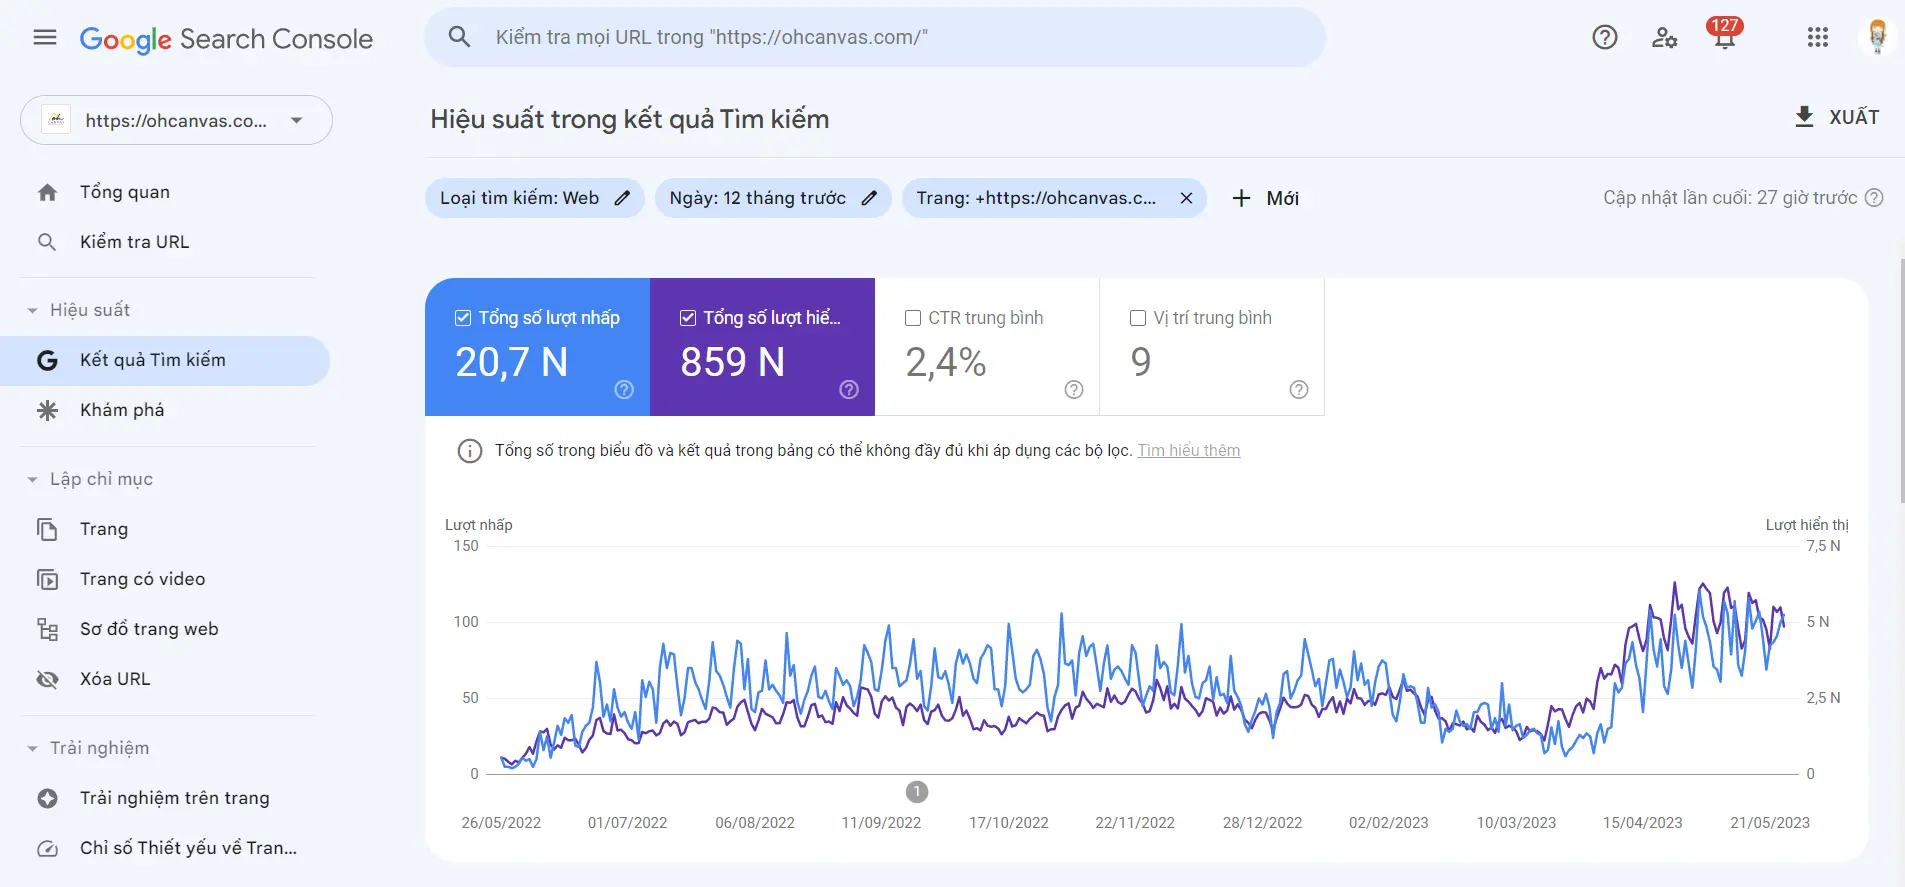 Google Search Console
Kiểm tra mọi URL trong "https://ohcanvas.com/"
127
https://ohcanvas.co...
Hiệu suất trong kết quả Tìm kiếm
XUẤT
Loại tìm kiếm: Web
Ngày: 12 tháng trước
Trang: +https://ohcanvas.c...
Mới
Cập nhật lần cuối: 27 giờ trước
Tổng quan
Kiểm tra URL
Hiệu suất
Kết quả Tìm kiếm
Khám phá
Lập chỉ mục
Trang
Trang có video
Sơ đồ trang web
Xóa URL
Trải nghiệm
Trải nghiệm trên trang
Chỉ số Thiết yếu về Tran...
Tổng số lượt nhấp
20,7 N
Tổng số lượt hiể...
859 N
CTR trung bình
2,4%
Vị trí trung bình
9
Tổng số trong biểu đồ và kết quả trong bảng có thể không đầy đủ khi áp dụng các bộ lọc. Tìm hiểu thêm
Lượt nhấp
Lượt hiển thị
150
7,5 N
100
5 N
50
2,5 N
0
0
1
26/05/2022
01/07/2022
06/08/2022
11/09/2022
17/10/2022
22/11/2022
28/12/2022
02/02/2023
10/03/2023
15/04/2023
21/05/2023